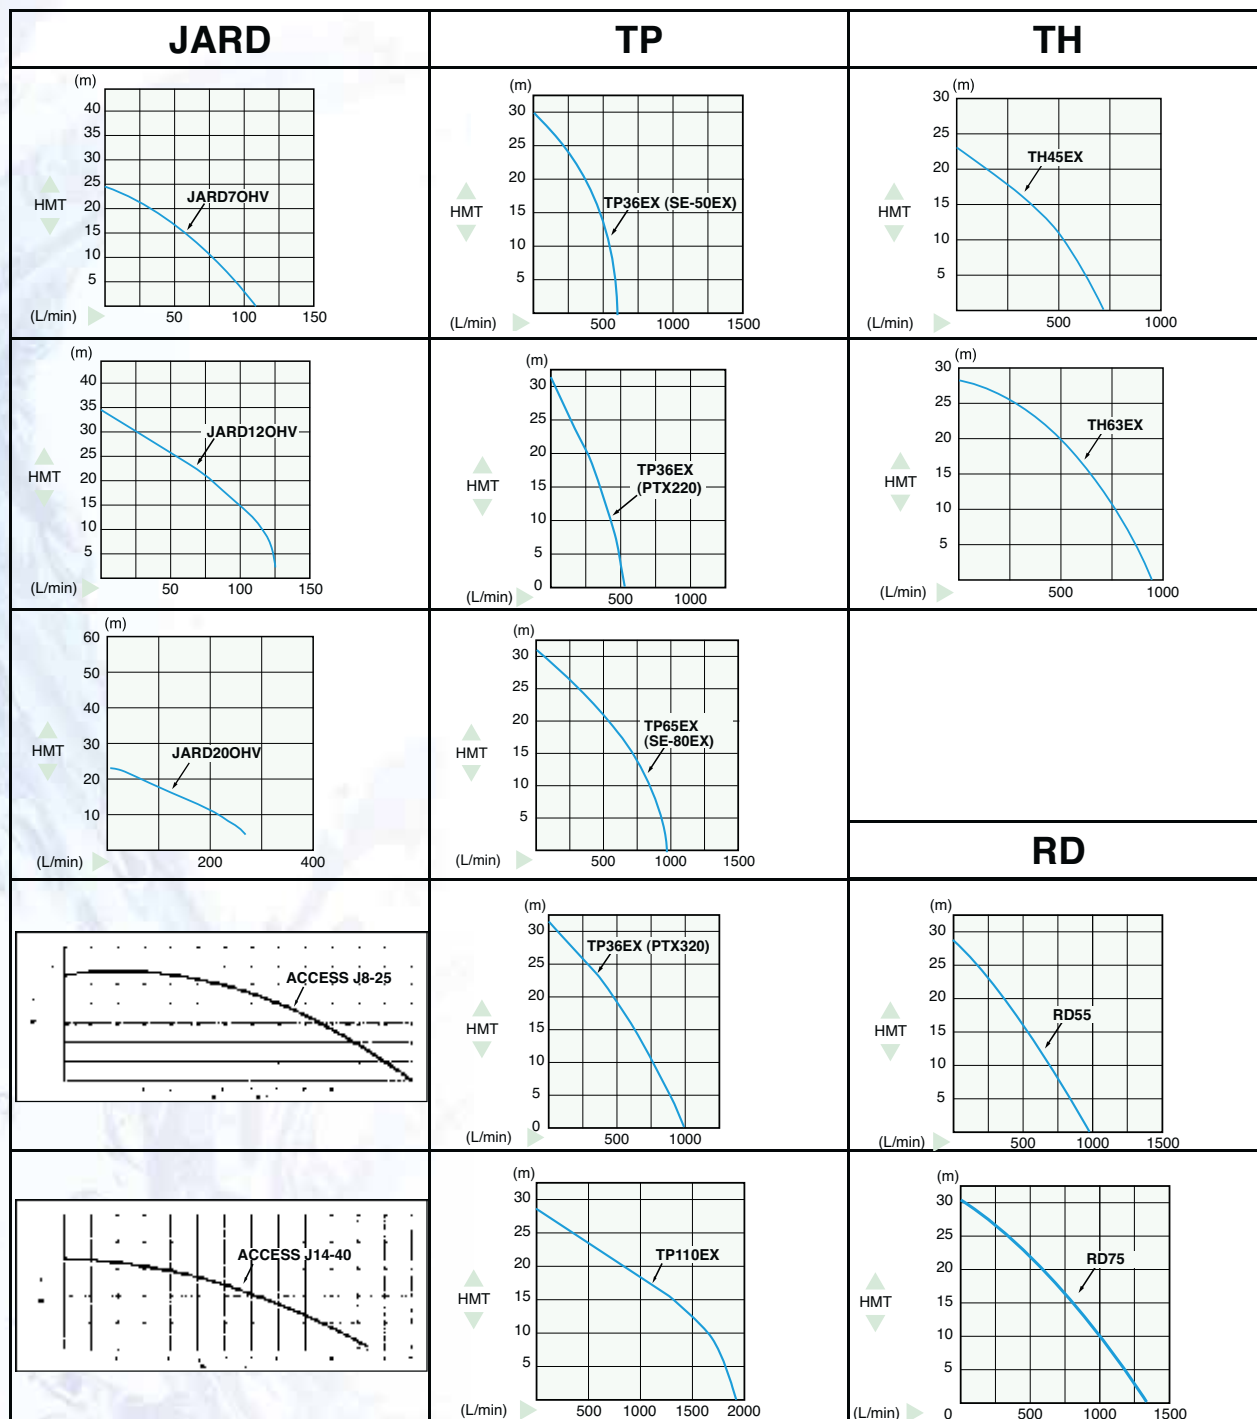 JARD TP TH
(m)
40
35
30
25
20
15
10
5
HMT
JARD7OHV
(L/min)
50 100 150
(m)
30
25
20
15
10
5
HMT
TP36EX (SE-50EX)
(L/min)
500 1000 1500
(m)
30
25
20
15
10
5
HMT
TH45EX
(L/min)
500 1000
(m)
40
35
30
25
20
15
10
5
HMT
JARD12OHV
(L/min)
50 100 150
(m)
30
25
20
15
10
5
0
HMT
TP36EX
(PTX220)
(L/min)
500 1000
(m)
30
25
20
15
10
5
HMT
TH63EX
(L/min)
500 1000
(m)
60
50
40
30
20
10
HMT
JARD20OHV
(L/min)
200 400
(m)
30
25
20
15
10
5
HMT
TP65EX
(SE-80EX)
(L/min)
500 1000 1500
RD
ACCESS J8-25
(m)
30
25
20
15
10
5
0
HMT
TP36EX (PTX320)
(L/min)
500 1000
(m)
30
25
20
15
10
5
HMT
RD55
(L/min)
500 1000 1500
ACCESS J14-40
(m)
30
25
20
15
10
5
HMT
TP110EX
(L/min)
500 1000 1500 2000
(m)
30
25
20
15
10
5
HMT
RD75
(L/min)
0 500 1000 1500